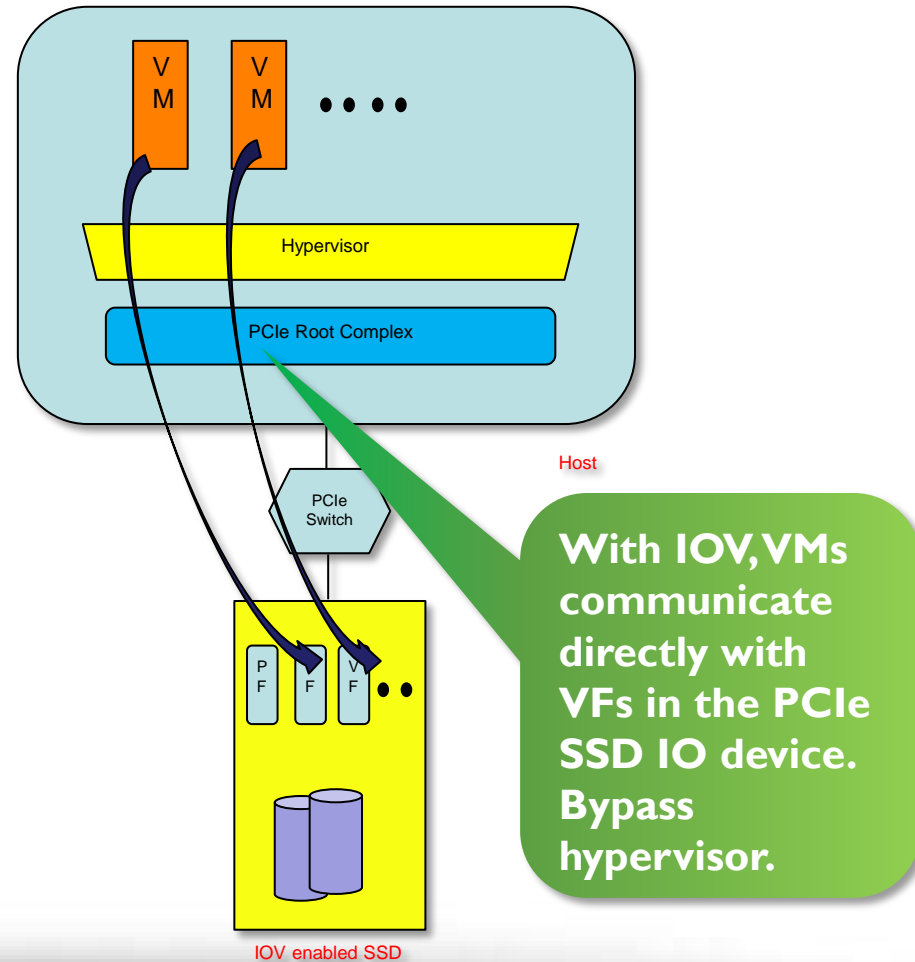 V
M
V
M
Hypervisor
PCIe Root Complex
Host
PCIe
Switch
With IOV, VMs
communicate
directly with
VFs in the PCIe
SSD IO device.
Bypass
hypervisor.
P
F
F
V
F
IOV enabled SSD